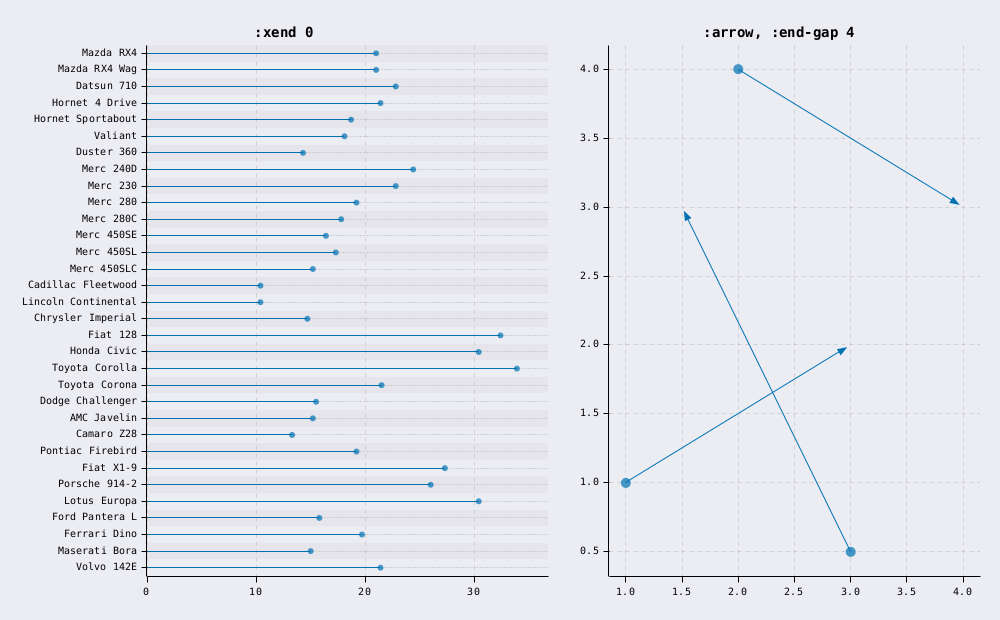 :xend 0
Mazda RX4
Mazda RX4 Wag
Datsun 710
Hornet 4 Drive
Hornet Sportabout
Valiant
Duster 360
Merc 240D
Merc 230
Merc 280
Merc 280C
Merc 450SE
Merc 450SL
Merc 450SLC
Cadillac Fleetwood
Lincoln Continental
Chrysler Imperial
Fiat 128
Honda Civic
Toyota Corolla
Toyota Corona
Dodge Challenger
AMC Javelin
Camaro Z28
Pontiac Firebird
Fiat X1-9
Porsche 914-2
Lotus Europa
Ford Pantera L
Ferrari Dino
Maserati Bora
Volvo 142E
0 10 20 30
:arrow, :end-gap 4
4.0
3.5
3.0
2.5
2.0
1.5
1.0
0.5
1.0 1.5 2.0 2.5 3.0 3.5 4.0